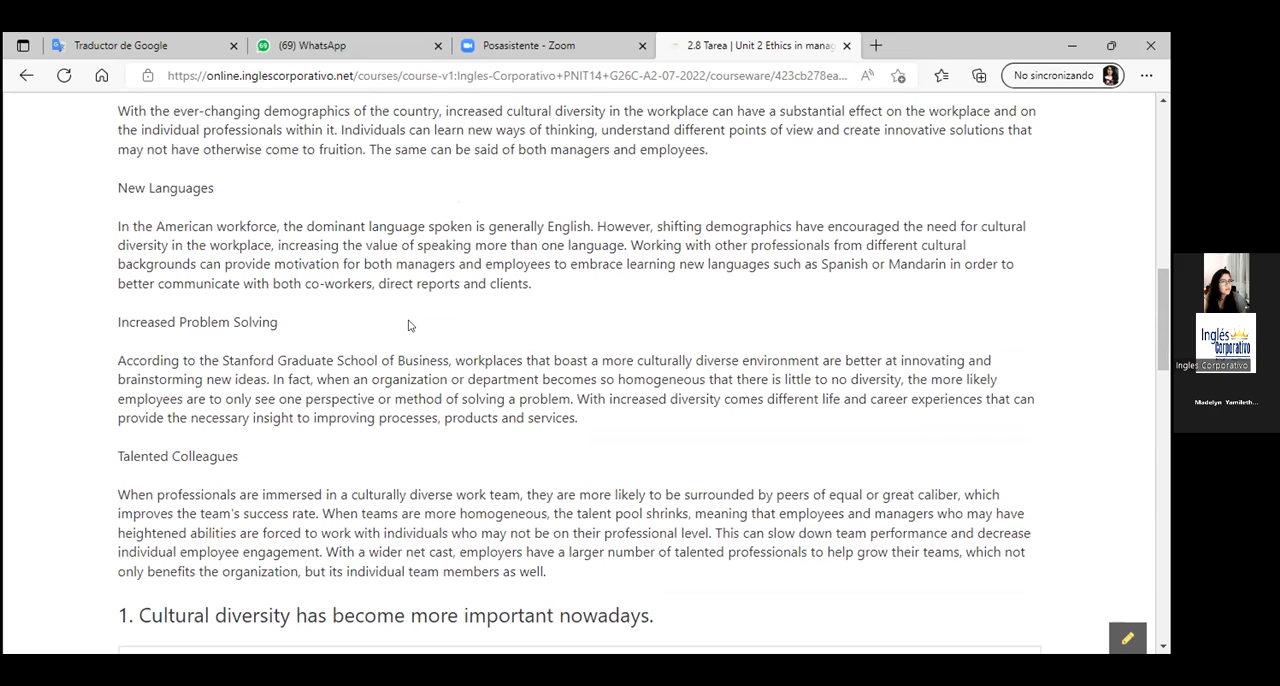 Traductor de Google
69 (69) WhatsApp
Posasistente - Zoom
2.8 Tarea | Unit 2 Ethics in mana
https://online.inglescorporativo.net/courses/course-v1:Ingles-Corporativo+PNIT14+G26C-A2-07-2022/courseware/423cb278ea...
No sincronizando
With the ever-changing demographics of the country, increased cultural diversity in the workplace can have a substantial effect on the workplace and on
the individual professionals within it. Individuals can learn new ways of thinking, understand different points of view and create innovative solutions that
may not have otherwise come to fruition. The same can be said of both managers and employees.
New Languages
In the American workforce, the dominant language spoken is generally English. However, shifting demographics have encouraged the need for cultural
diversity in the workplace, increasing the value of speaking more than one language. Working with other professionals from different cultural
backgrounds can provide motivation for both managers and employees to embrace learning new languages such as Spanish or Mandarin in order to
better communicate with both co-workers, direct reports and clients.
Increased Problem Solving
According to the Stanford Graduate School of Business, workplaces that boast a more culturally diverse environment are better at innovating and
brainstorming new ideas. In fact, when an organization or department becomes so homogeneous that there is little to no diversity, the more likely
employees are to only see one perspective or method of solving a problem. With increased diversity comes different life and career experiences that can
provide the necessary insight to improving processes, products and services.
Talented Colleagues
When professionals are immersed in a culturally diverse work team, they are more likely to be surrounded by peers of equal or great caliber, which
improves the team's success rate. When teams are more homogeneous, the talent pool shrinks, meaning that employees and managers who may have
heightened abilities are forced to work with individuals who may not be on their professional level. This can slow down team performance and decrease
individual employee engagement. With a wider net cast, employers have a larger number of talented professionals to help grow their teams, which not
only benefits the organization, but its individual team members as well.
1. Cultural diversity has become more important nowadays.
Inglés
Corporativo
Ingles Corporativo
Madelyn Yamileth...